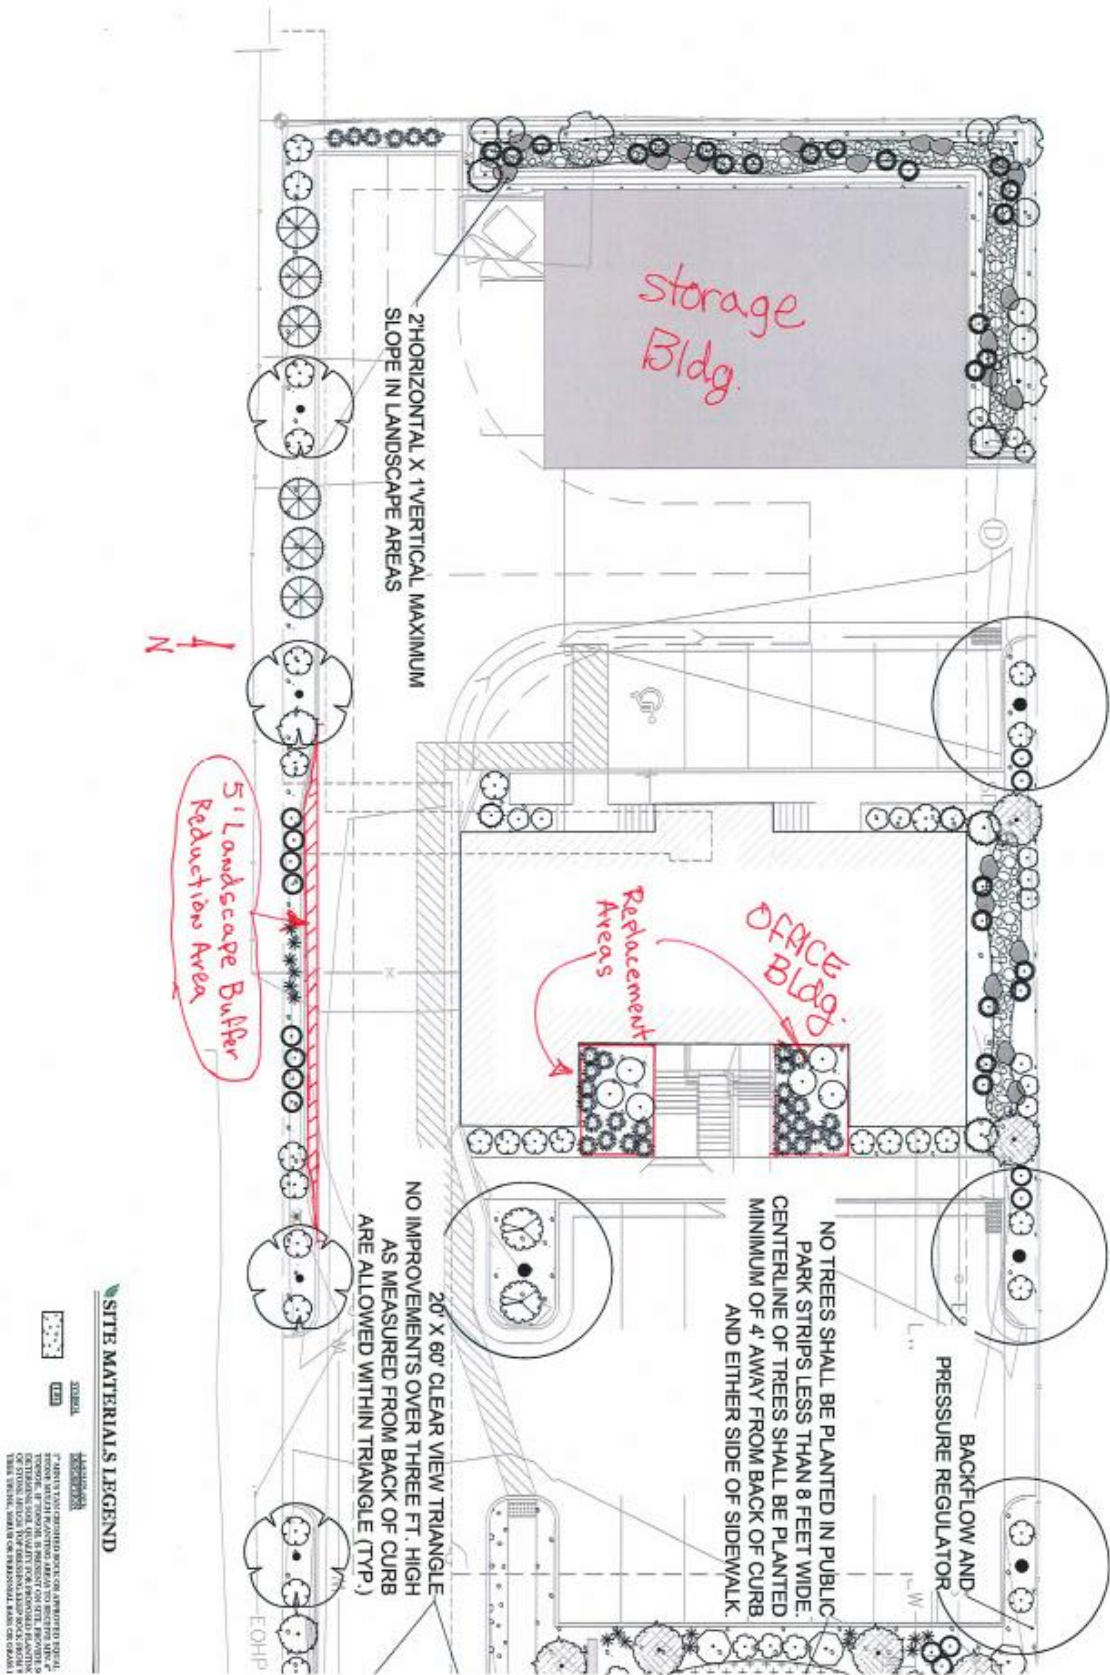 storage
Bldg.
2'HORIZONTAL X 1'VERTICAL MAXIMUM
SLOPE IN LANDSCAPE AREAS
D
N
5' Landscape Buffer
Reduction Area
OFFICE
Bldg.
Replacement
Areas
NO TREES SHALL BE PLANTED IN PUBLIC
PARK STRIPS LESS THAN 8 FEET WIDE.
CENTERLINE OF TREES SHALL BE PLANTED
MINIMUM OF 4' AWAY FROM BACK OF CURB
AND EITHER SIDE OF SIDEWALK.
BACKFLOW AND
PRESSURE REGULATOR
20' X 60' CLEAR VIEW TRIANGLE
NO IMPROVEMENTS OVER THREE FT. HIGH
AS MEASURED FROM BACK OF CURB
ARE ALLOWED WITHIN TRIANGLE (TYP.)
W
EOHP
SITE MATERIALS LEGEND
SYMBOL